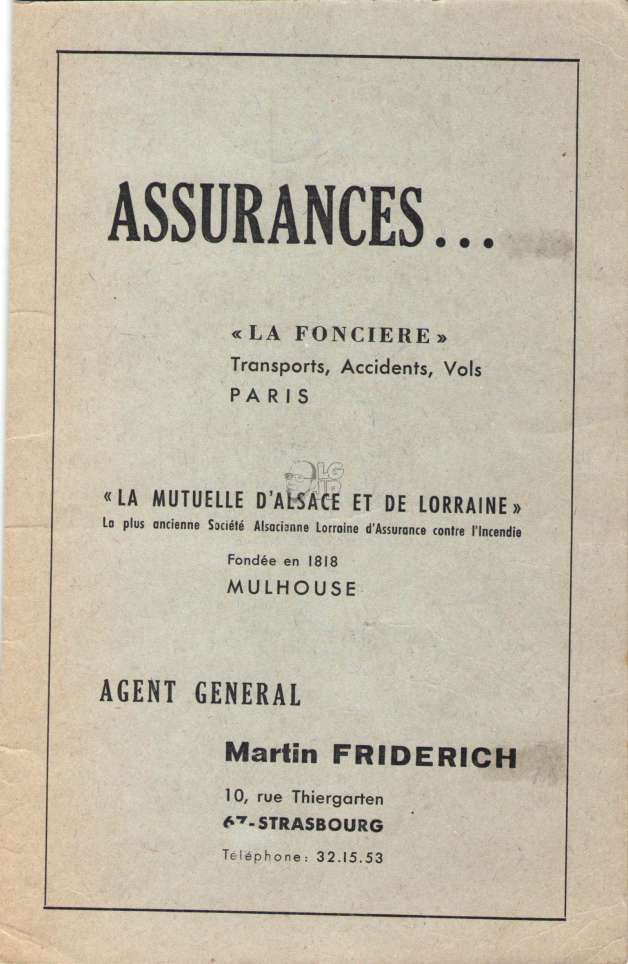 ASSURANCES...
« LA FONCIERE »
Transports, Accidents, Vols
PARIS
LG
AIR
« LA MUTUELLE D'ALSACE ET DE LORRAINE »
La plus ancienne Société Alsacienne Lorraine d'Assurance contre l'Incendie
Fondée en 1818
MULHOUSE
AGENT GENERAL
Martin FRIDERICH
10, rue Thiergarten
67-STRASBOURG
Téléphone: 32.15.53